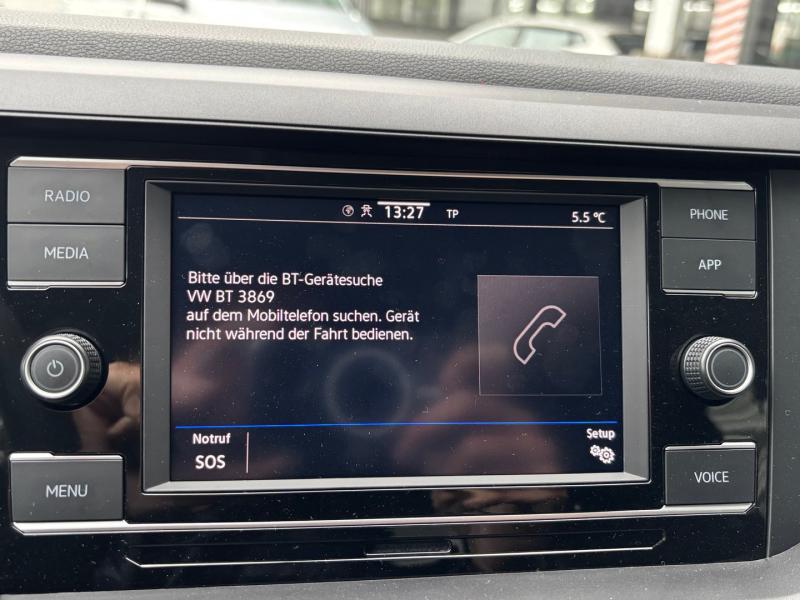 13:27 TP 5.5 °C
RADIO
MEDIA
PHONE
APP
Bitte über die BT-Gerätesuche
VW BT 3869
auf dem Mobiltelefon suchen. Gerät
nicht während der Fahrt bedienen.
Notruf
SOS
Setup
MENU
VOICE